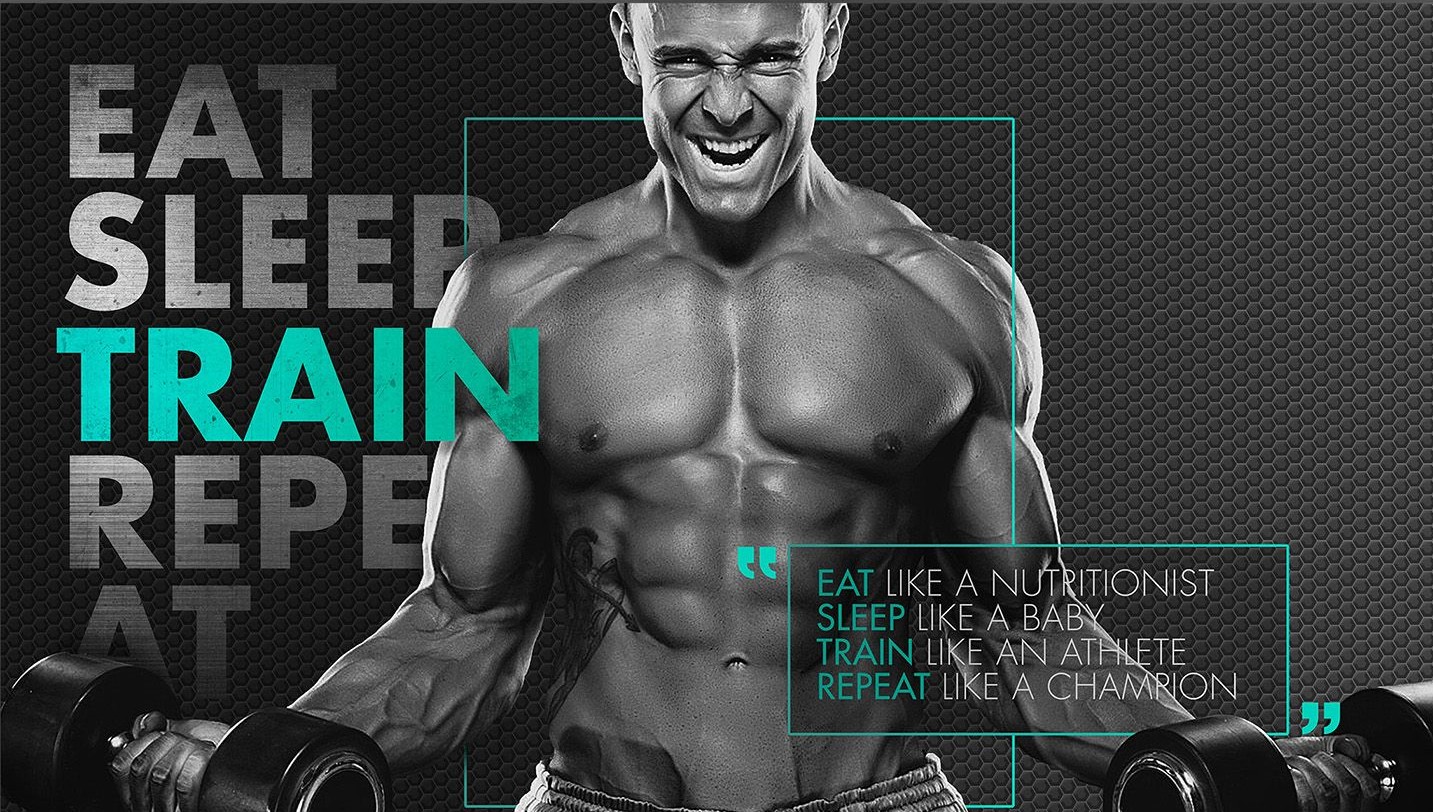 EAT
SLEEP
TRAIN
REPE
AT
“
EAT LIKE A NUTRITIONIST
SLEEP LIKE A BABY
TRAIN LIKE AN ATHLETE
REPEAT LIKE A CHAMPION
”